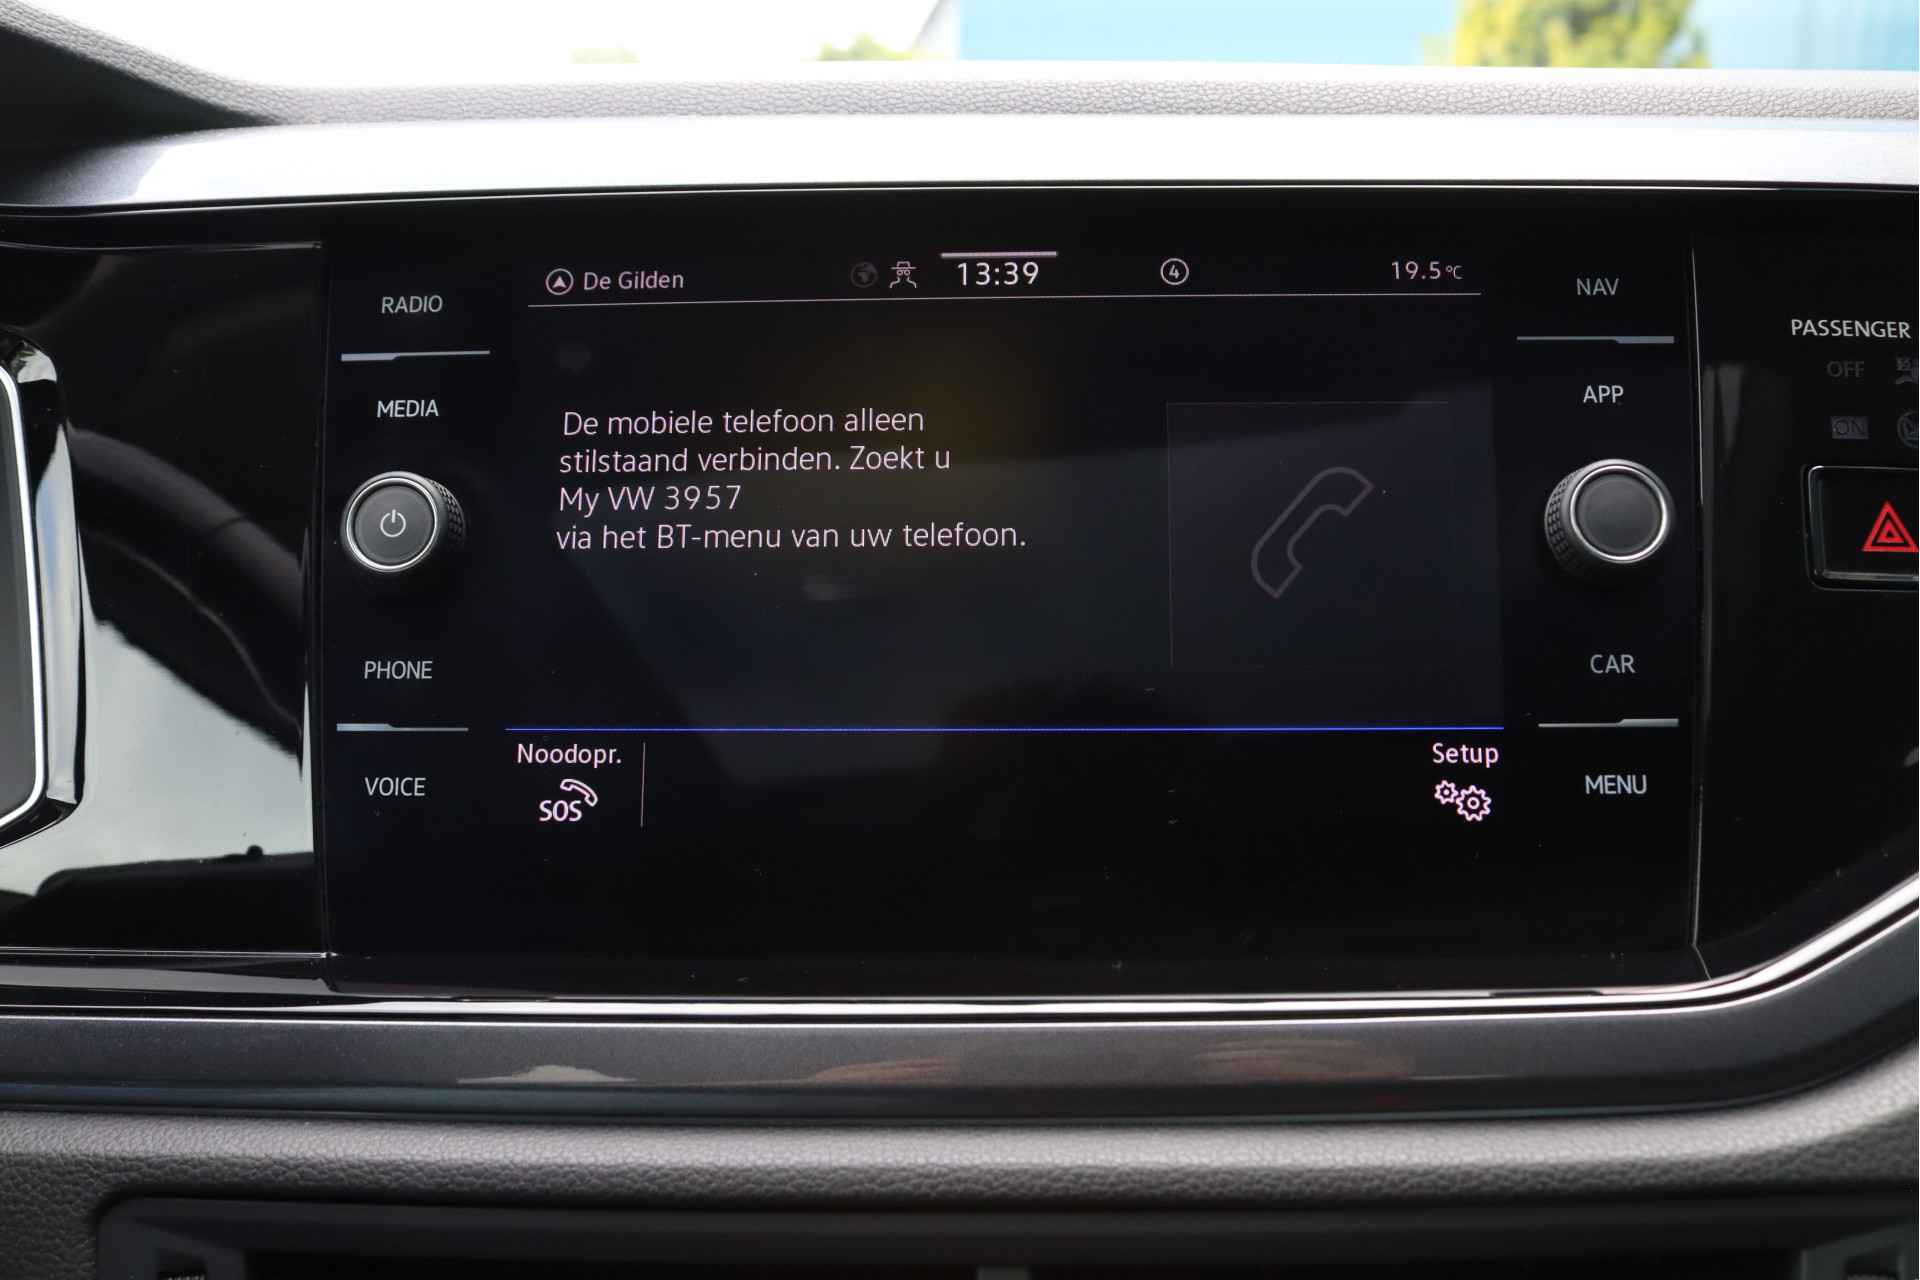 De Gilden 13:39 4 19.5°C
RADIO
MEDIA
PHONE
VOICE
De mobiele telefoon alleen
stilstaand verbinden. Zoekt u
My VW 3957
via het BT-menu van uw telefoon.
Noodopr.
SOS
Setup
NAV
APP
CAR
MENU
PASSENGER
OFF
ON